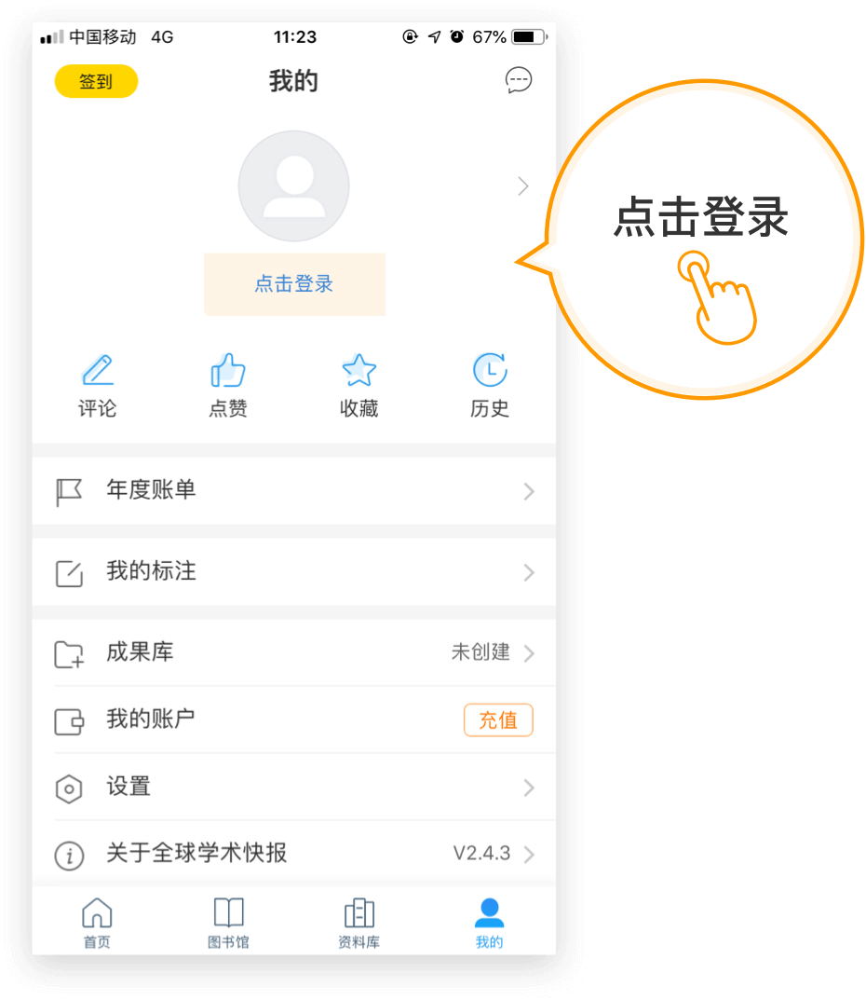 中国移动 4G 11:23 67%
签到 我的
点击登录
点击登录
评论 点赞 收藏 历史
年度账单
我的标注
成果库 未创建
我的账户 充值
设置
关于全球学术快报 V2.4.3
首页 图书馆 资料库 我的